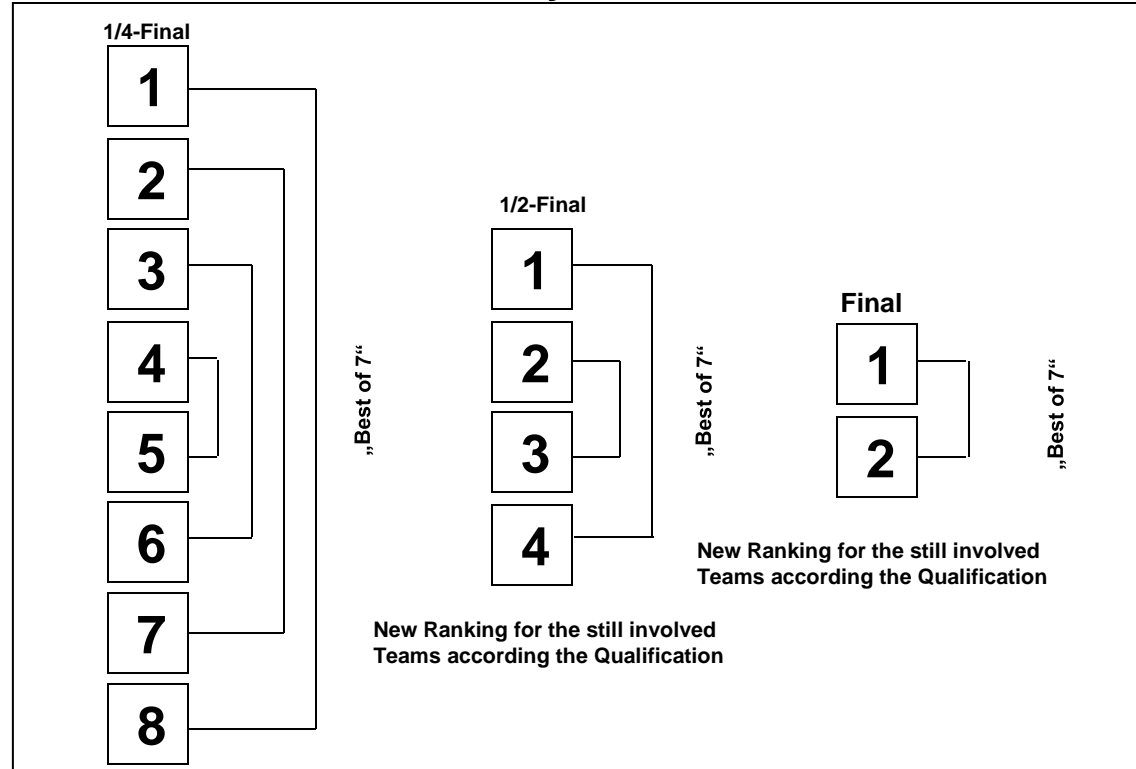 1/4-Final
1
2
3
4
5
6
7
8
„Best of 7“
1/2-Final
1
2
3
4
„Best of 7“
New Ranking for the still involved
Teams according the Qualification
Final
1
2
„Best of 7“
New Ranking for the still involved
Teams according the Qualification